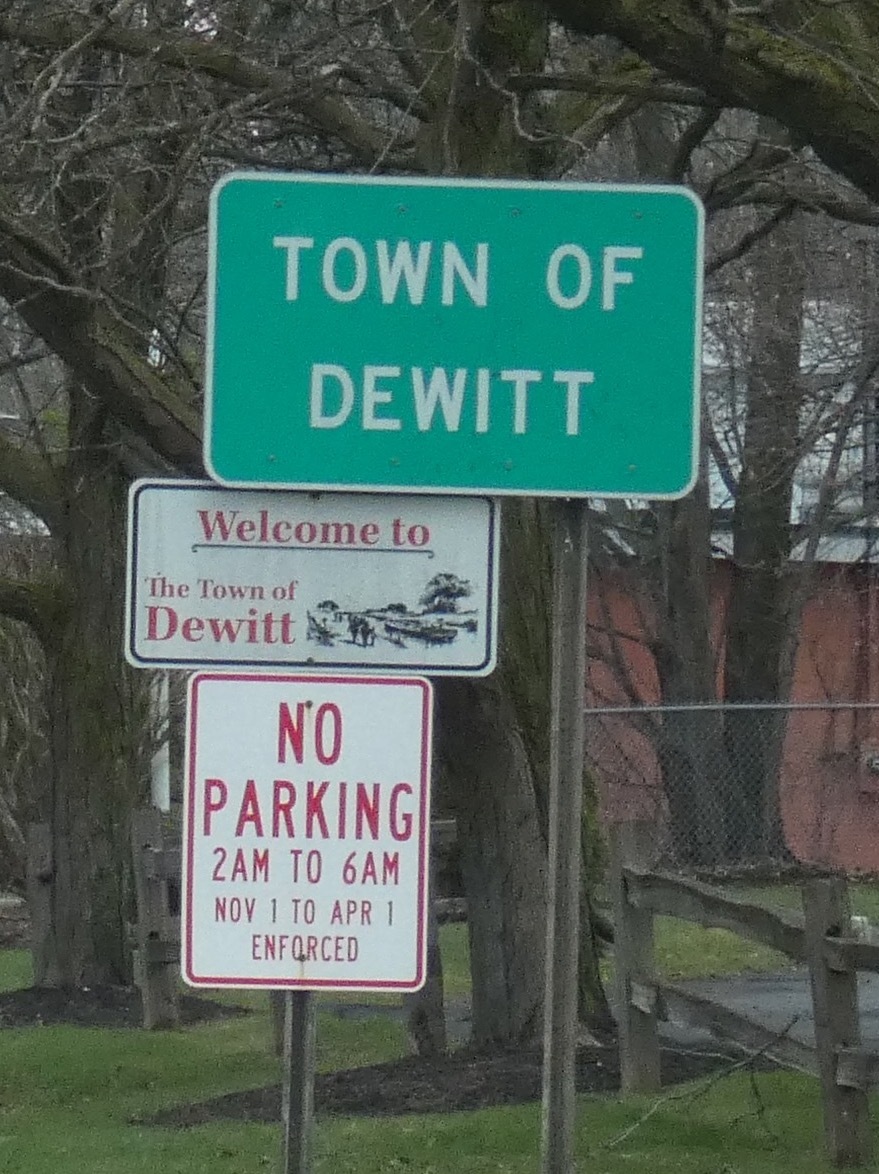 TOWN OF
DEWITT
Welcome to
The Town of
Dewitt
NO
PARKING
2AM TO 6AM
NOV 1 TO APR 1
ENFORCED